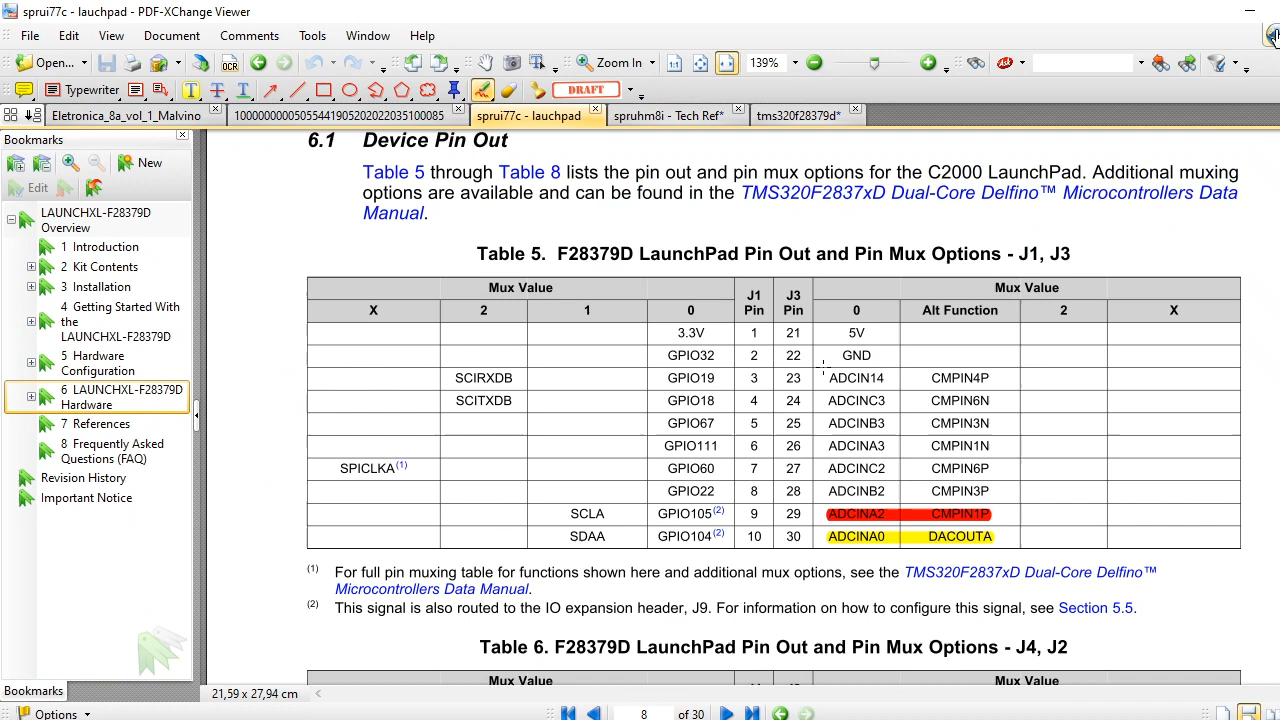 sprui77c - lauchpad - PDF-XChange Viewer
File Edit View Document Comments Tools Window Help
Open... OCR Zoom In 139%
Typewriter T T T DRAFT
Eletronica_8a_vol_1_Malvino 10000000005054419052022035100085 sprui77c - lauchpad spruhm8i - Tech Ref* tms320f28379d*
Bookmarks
New
Edit
LAUNCHXL-F28379D
Overview
1 Introduction
2 Kit Contents
3 Installation
4 Getting Started With
the
LAUNCHXL-F28379D
5 Hardware
Configuration
6 LAUNCHXL-F28379D
Hardware
7 References
8 Frequently Asked
Questions (FAQ)
Revision History
Important Notice
Bookmarks
Options
6.1 Device Pin Out
Table 5 through Table 8 lists the pin out and pin mux options for the C2000 LaunchPad. Additional muxing
options are available and can be found in the TMS320F2837xD Dual-Core Delfino™ Microcontrollers Data
Manual.
Table 5. F28379D LaunchPad Pin Out and Pin Mux Options - J1, J3
Mux Value J1 Pin J3 Pin Mux Value
X 2 1 0 0 Alt Function 2 X
3.3V 1 21 5V
GPIO32 2 22 GND
SCIRXDB GPIO19 3 23 ADCIN14 CMPIN4P
SCITXDB GPIO18 4 24 ADCINC3 CMPIN6N
GPIO67 5 25 ADCINB3 CMPIN3N
GPIO111 6 26 ADCINA3 CMPIN1N
SPICLKA(1) GPIO60 7 27 ADCINC2 CMPIN6P
GPIO22 8 28 ADCINB2 CMPIN3P
SCLA GPIO105(2) 9 29 ADCINA2 CMPIN1P
SDAA GPIO104(2) 10 30 ADCINA0 DACOUTA
(1) For full pin muxing table for functions shown here and additional mux options, see the TMS320F2837xD Dual-Core Delfino™
Microcontrollers Data Manual.
(2) This signal is also routed to the IO expansion header, J9. For information on how to configure this signal, see Section 5.5.
Table 6. F28379D LaunchPad Pin Out and Pin Mux Options - J4, J2
Mux Value Mux Value
21,59 x 27,94 cm
8 of 30